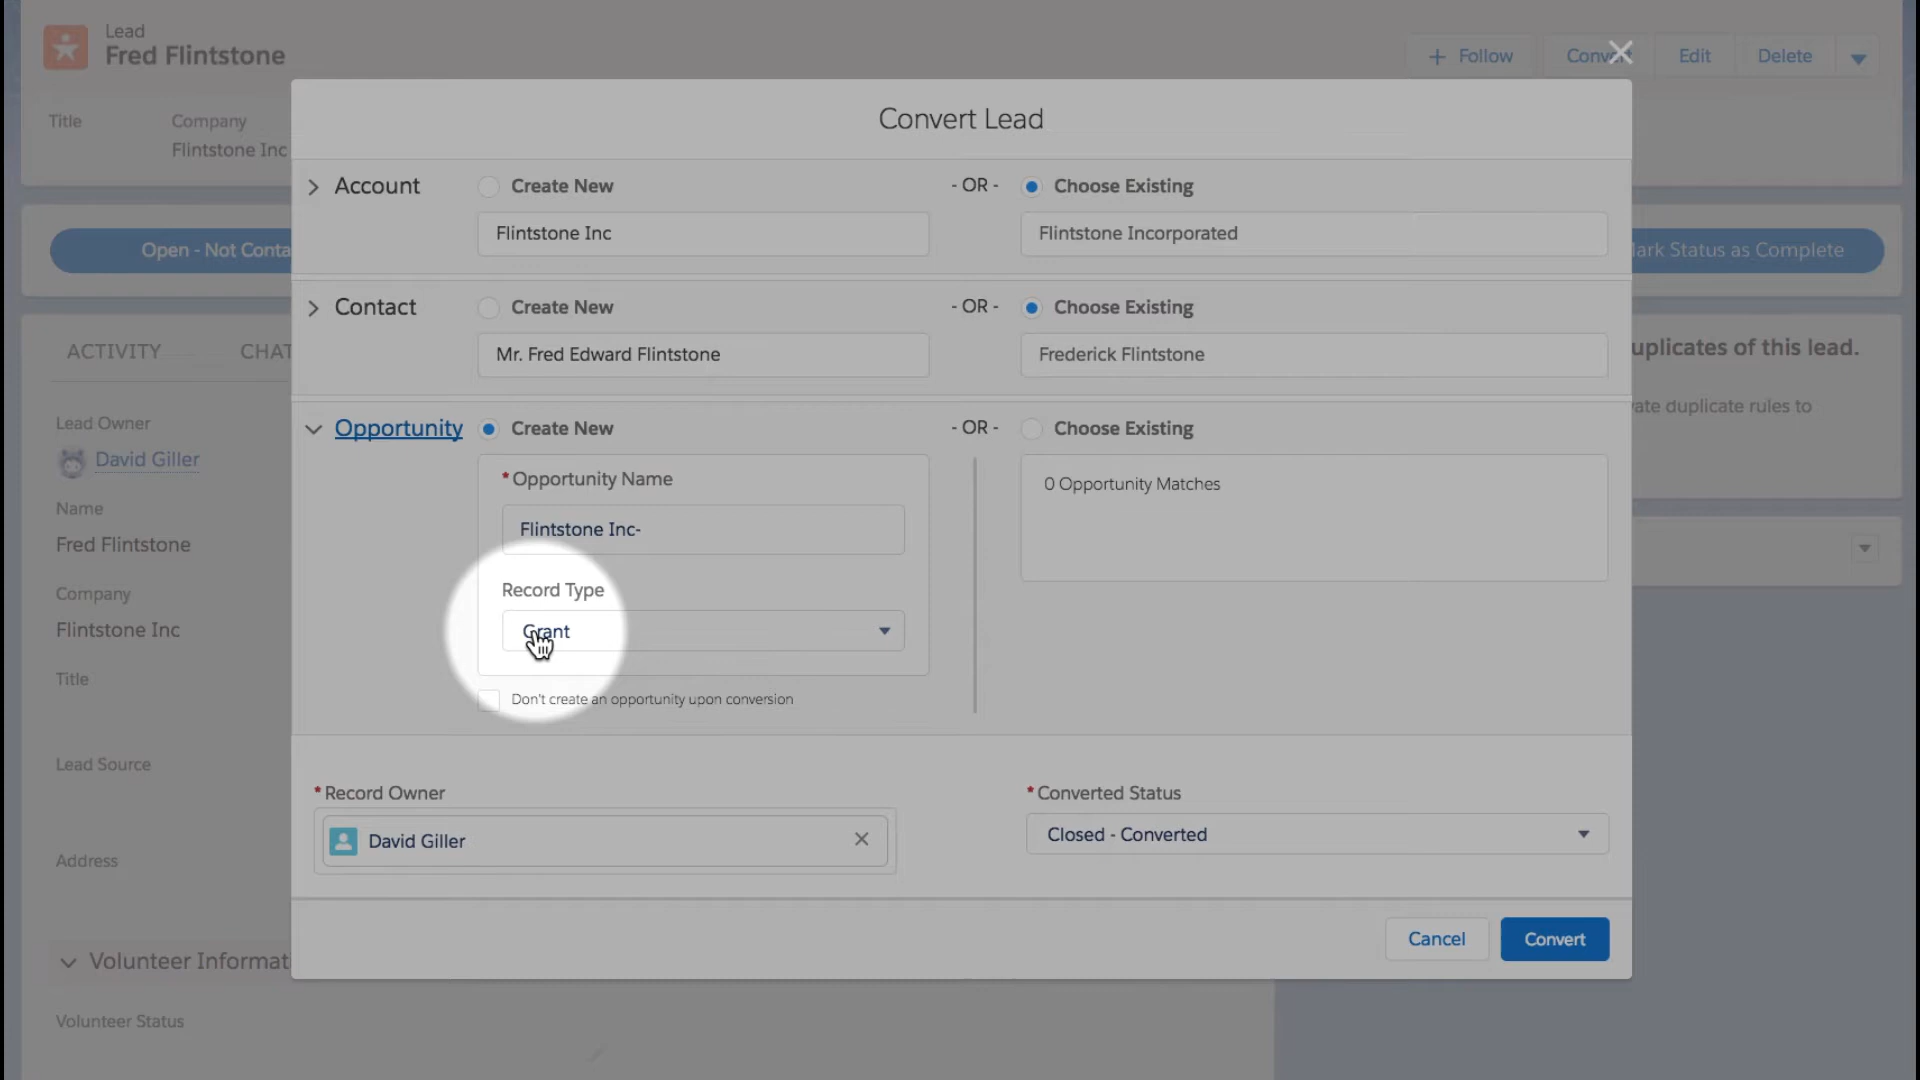 Lead
Fred Flintstone
Follow
Edit
Delete
Title
Company
Flintstone Inc
Convert Lead
Account
Create New
- OR -
Choose Existing
Flintstone Inc
Flintstone Incorporated
Open - Not Conta
ark Status as Complete
Contact
Create New
- OR -
Choose Existing
Mr. Fred Edward Flintstone
Frederick Flintstone
ACTIVITY
CHAT
uplicates of this lead.
vate duplicate rules to
Opportunity
Create New
- OR -
Choose Existing
* Opportunity Name
Flintstone Inc-
0 Opportunity Matches
Record Type
Grant
Don't create an opportunity upon conversion
Lead Owner
David Giller
Name
Fred Flintstone
Company
Flintstone Inc
Title
Lead Source
Address
* Record Owner
David Giller
* Converted Status
Closed - Converted
Cancel
Convert
Volunteer Informati
Volunteer Status